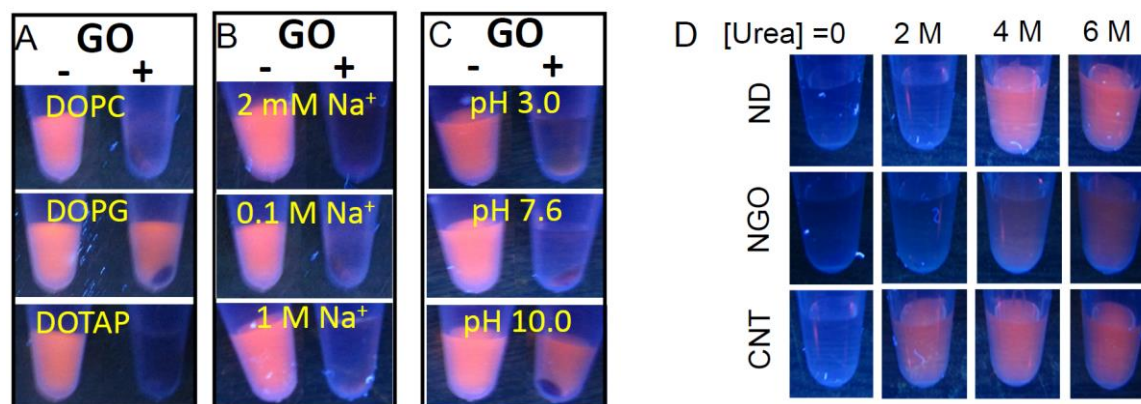 A GO
- +
DOPC
DOPG
DOTAP
B GO
- +
2 mM Na⁺
0.1 M Na⁺
1 M Na⁺
C GO
- +
pH 3.0
pH 7.6
pH 10.0
D [Urea] =0 2 M 4 M 6 M
ND
NGO
CNT